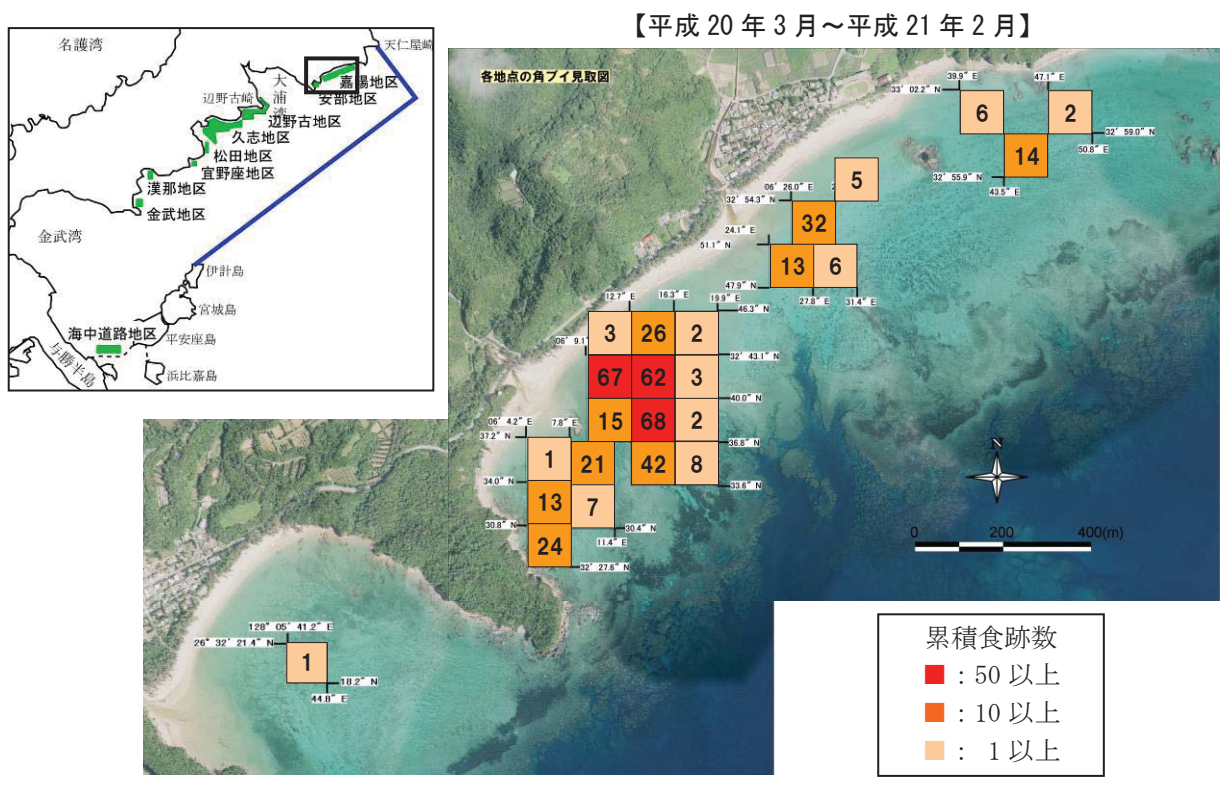 【平成 20 年 3 月～平成 21 年 2 月】
名護湾
天仁屋崎
大浦湾
嘉陽地区
安部地区
辺野古崎
辺野古地区
久志地区
松田地区
宜野座地区
漢那地区
金武地区
金武湾
伊計島
宮城島
平安座島
海中道路地区
与勝半島
浜比嘉島
各地点の角ブイ見取図
39.9″ E
47.1″ E
33′ 02.2″ N
6
2
32′ 59.0″ N
50.8″ E
14
32′ 55.9″ N
43.5″ E
5
06′ 26.0″ E
32′ 54.3″ N
32
24.1″ E
51.1″ N
13
6
47.9″ N
27.8″ E
31.4″ E
12.7″ E
16.3″ E
19.9″ E
46.3″ N
3
26
2
06′ 9.1
32′ 43.1″ N
67
62
3
40.0″ N
15
68
2
06′ 4.2″ E
7.8″ E
37.2″ N
36.8″ N
1
21
42
8
34.0″ N
33.6″ N
13
7
30.8″ N
30.4″ N
11.4″ E
24
32′ 27.6″ N
128° 05′ 41.2″ E
26° 32′ 21.4″ N
1
18.2″ N
44.8″ E
N
0
200
400(m)
累積食跡数
：50 以上
：10 以上
： 1 以上